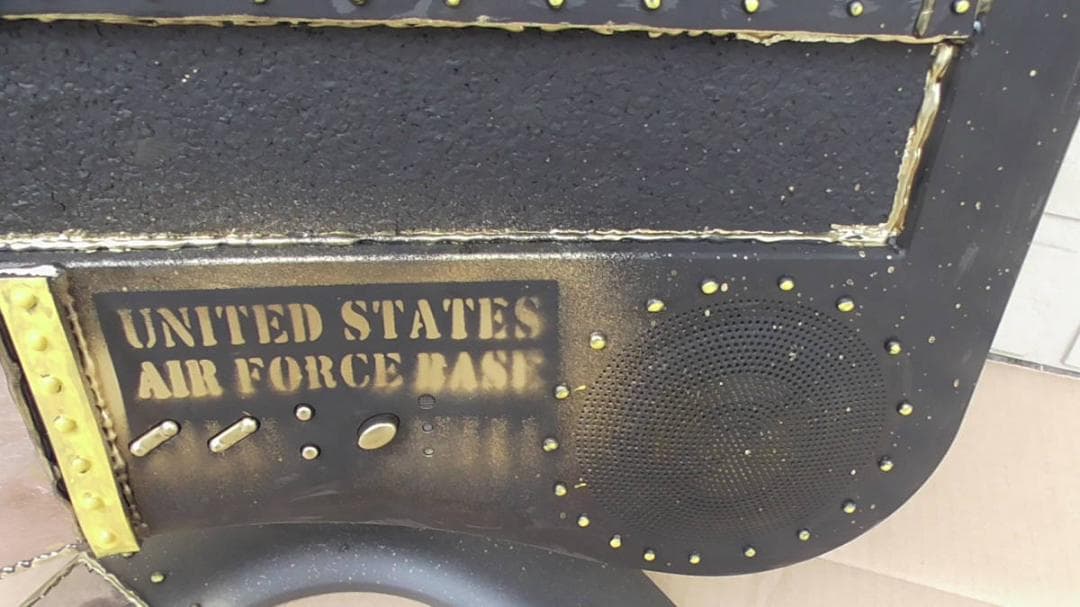 UNITED STATES
AIR FORCE BASE